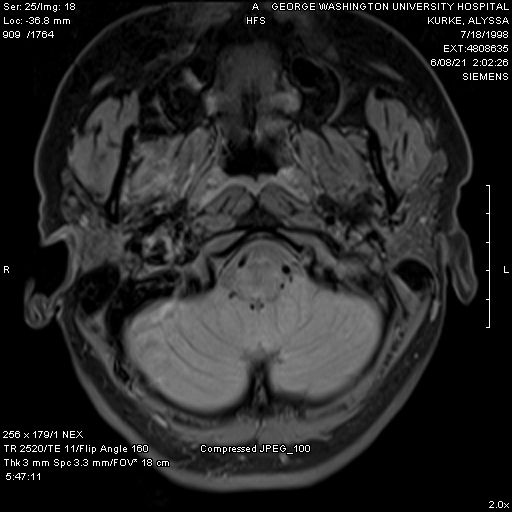 Ser: 25/Img: 18
Loc: -36.8 mm
909 /1764
A
HFS
GEORGE WASHINGTON UNIVERSITY HOSPITAL
KURKE, ALYSSA
7/18/1998
EXT:4808635
6/08/21 2:02:26
SIEMENS
R
L
256 x 179/1 NEX
TR 2520/TE 11/Flip Angle 160
Thk 3 mm Spc 3.3 mm/FOV* 18 cm
5:47:11
Compressed JPEG_100
2.0x